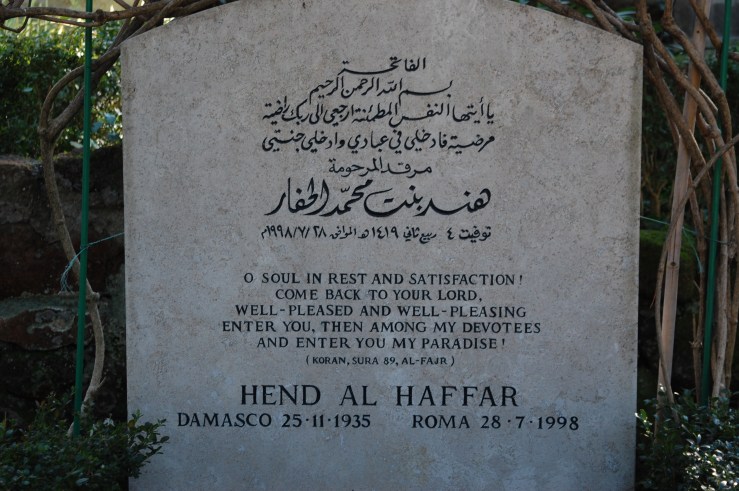 الفاتحة
بسم الله الرحمن الرحيم
يا أيتها النفس المطمئنة ارجعي الى ربك راضية
مرضية فادخلي في عبادي وادخلي جنتي
مرقد المرحومة
هند بنت محمد الحفار
توفيت ٤ ربيع ثاني ١٤١٩ هـ الموافق ٢٨ /٧ /١٩٩٨م
O SOUL IN REST AND SATISFACTION!
COME BACK TO YOUR LORD,
WELL-PLEASED AND WELL-PLEASING
ENTER YOU, THEN AMONG MY DEVOTEES
AND ENTER YOU MY PARADISE!
(KORAN, SURA 89, AL-FAJR)
HEND AL HAFFAR
DAMASCO 25·11·1935 ROMA 28·7·1998